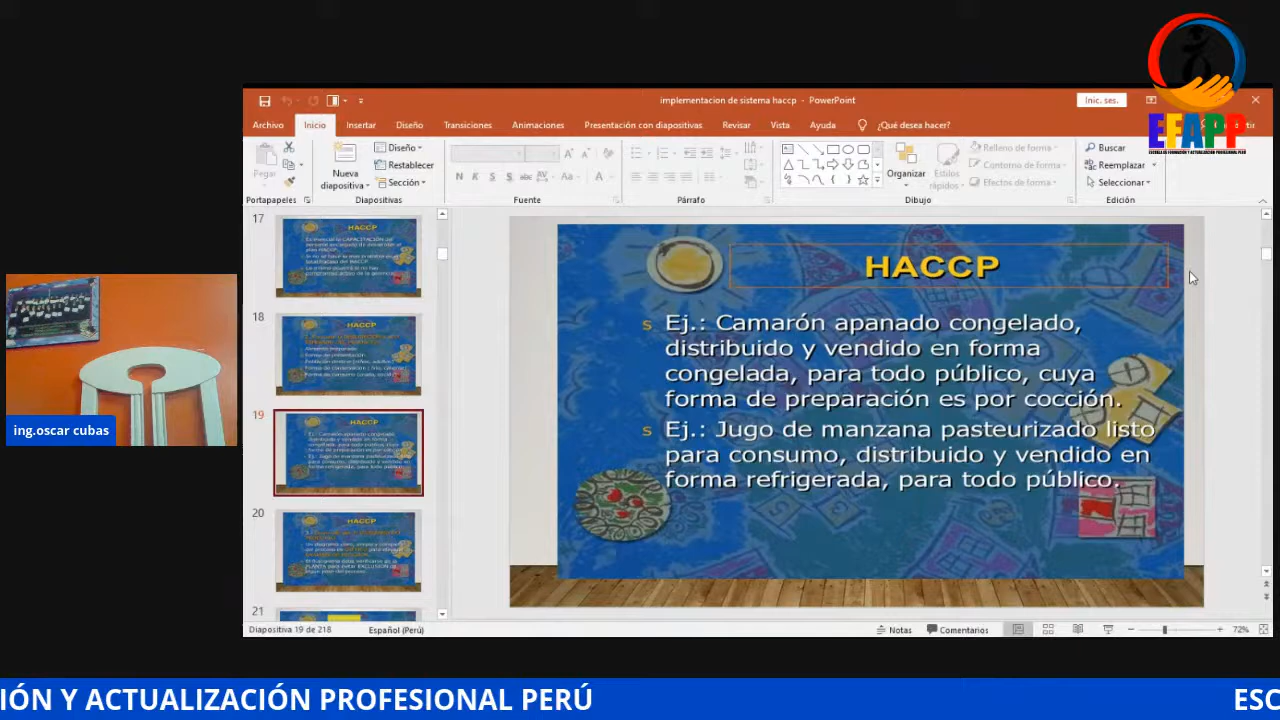 implementacion de sistema haccp - PowerPoint
Inic. ses.
Archivo Inicio Insertar Diseño Transiciones Animaciones Presentación con diapositivas Revisar Vista Ayuda ¿Qué desea hacer?
EFAPP
Pegar
Nueva diapositiva
Diseño
Restablecer
Sección
Organizar
Estilos rápidos
Relleno de forma
Contorno de forma
Efectos de forma
Buscar
Reemplazar
Seleccionar
Portapapeles Diapositivas Fuente Párrafo Dibujo Edición
17
HACCP
18
HACCP
19
HACCP
20
HACCP
21
HACCP
Ej.: Camarón apanado congelado,
distribuido y vendido en forma
congelada, para todo público, cuya
forma de preparación es por cocción.
Ej.: Jugo de manzana pasteurizado listo
para consumo, distribuido y vendido en
forma refrigerada, para todo público.
ing.oscar cubas
Diapositiva 19 de 218 Español (Perú) Notas Comentarios 72%
IÓN Y ACTUALIZACIÓN PROFESIONAL PERÚ
ESC